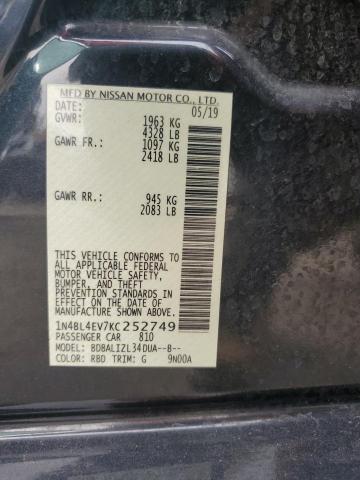 MFD BY NISSAN MOTOR CO., LTD.
DATE: 05/19
GVWR: 1963 KG
4328 LB
GAWR FR: 1097 KG
2418 LB
GAWR RR: 945 KG
2083 LB
THIS VEHICLE CONFORMS TO
ALL APPLICABLE FEDERAL
MOTOR VEHICLE SAFETY,
BUMPER, AND THEFT
PREVENTION STANDARDS IN
EFFECT ON THE DATE OF
MANUFACTURE SHOWN ABOVE.
1N4BL4EV7KC252749
PASSENGER CAR 810
MODEL: BDBALIZL34DUA--B--
COLOR: RBD TRIM: G 9N00A